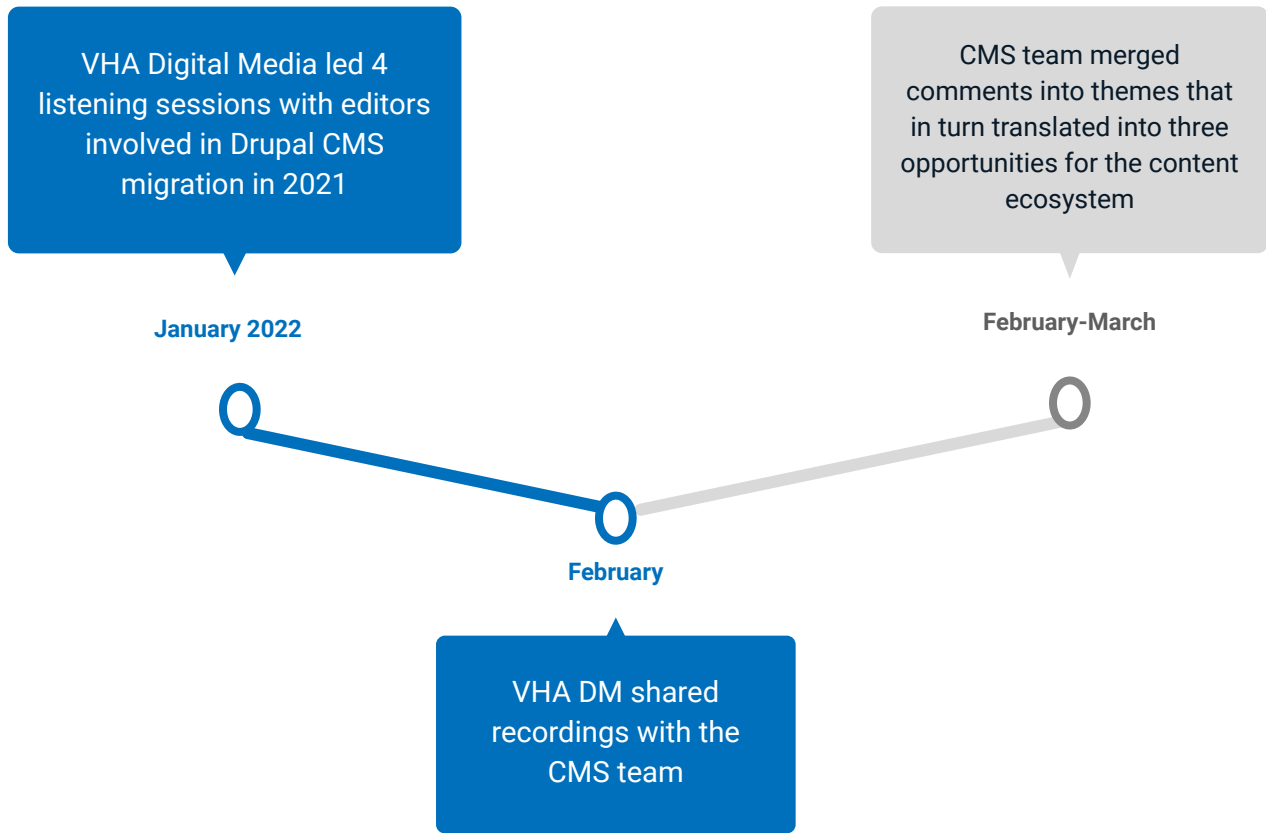 VHA Digital Media led 4
listening sessions with editors
involved in Drupal CMS
migration in 2021
January 2022
February
VHA DM shared
recordings with the
CMS team
CMS team merged
comments into themes that
in turn translated into three
opportunities for the content
ecosystem
February-March